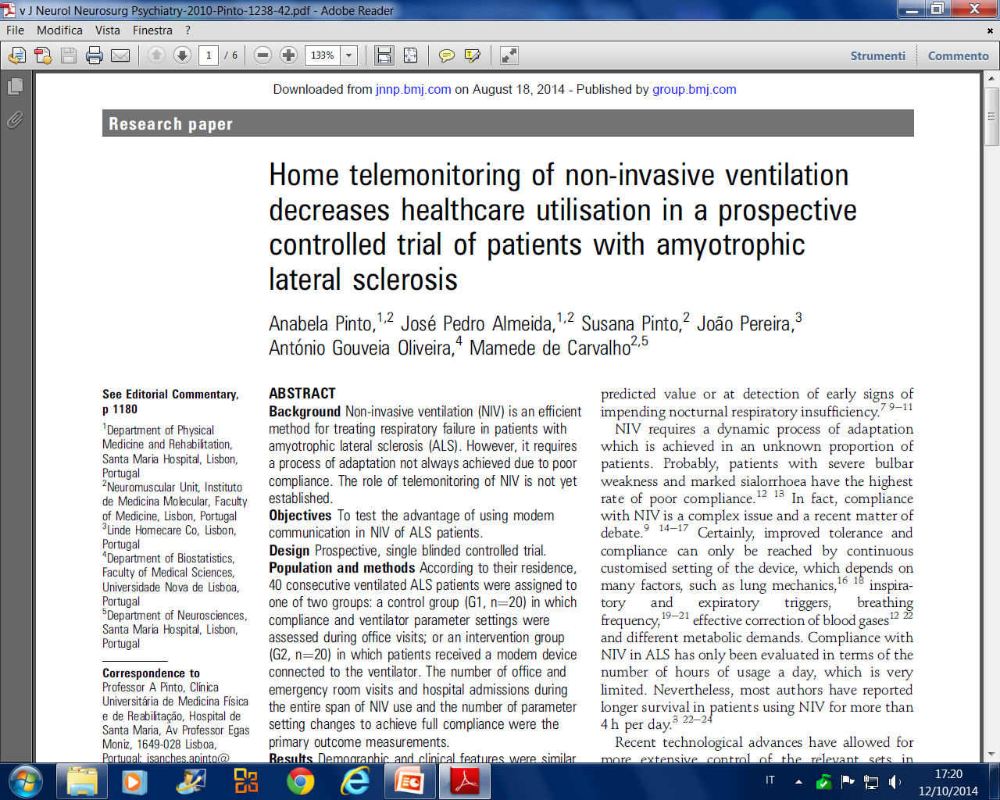 v J Neurol Neurosurg Psychiatry-2010-Pinto-1238-42.pdf - Adobe Reader
File Modifica Vista Finestra ?
1 / 6 133% Strumenti Commento
Downloaded from jnnp.bmj.com on August 18, 2014 - Published by group.bmj.com
Research paper
Home telemonitoring of non-invasive ventilation
decreases healthcare utilisation in a prospective
controlled trial of patients with amyotrophic
lateral sclerosis
Anabela Pinto,1,2 José Pedro Almeida,1,2 Susana Pinto,2 João Pereira,3
António Gouveia Oliveira,4 Mamede de Carvalho2,5
See Editorial Commentary,
p 1180
1Department of Physical
Medicine and Rehabilitation,
Santa Maria Hospital, Lisbon,
Portugal
2Neuromuscular Unit, Instituto
de Medicina Molecular, Faculty
of Medicine, Lisbon, Portugal
3Linde Homecare Co, Lisbon,
Portugal
4Department of Biostatistics,
Faculty of Medical Sciences,
Universidade Nova de Lisboa,
Portugal
5Department of Neurosciences,
Santa Maria Hospital, Lisbon,
Portugal
Correspondence to
Professor A Pinto, Clínica
Universitária de Medicina Física
e de Reabilitação, Hospital de
Santa Maria, Av Professor Egas
Moniz, 1649-028 Lisboa,
Portugal; isanches.apinto@
ABSTRACT
Background Non-invasive ventilation (NIV) is an efficient
method for treating respiratory failure in patients with
amyotrophic lateral sclerosis (ALS). However, it requires
a process of adaptation not always achieved due to poor
compliance. The role of telemonitoring of NIV is not yet
established.
Objectives To test the advantage of using modem
communication in NIV of ALS patients.
Design Prospective, single blinded controlled trial.
Population and methods According to their residence,
40 consecutive ventilated ALS patients were assigned to
one of two groups: a control group (G1, n=20) in which
compliance and ventilator parameter settings were
assessed during office visits; or an intervention group
(G2, n=20) in which patients received a modem device
connected to the ventilator. The number of office and
emergency room visits and hospital admissions during
the entire span of NIV use and the number of parameter
setting changes to achieve full compliance were the
primary outcome measurements.
Results Demographic and clinical features were similar
predicted value or at detection of early signs of
impending nocturnal respiratory insufficiency.7 9–11
NIV requires a dynamic process of adaptation
which is achieved in an unknown proportion of
patients. Probably, patients with severe bulbar
weakness and marked sialorrhoea have the highest
rate of poor compliance.12 13 In fact, compliance
with NIV is a complex issue and a recent matter of
debate.9 14–17 Certainly, improved tolerance and
compliance can only be reached by continuous
customised setting of the device, which depends on
many factors, such as lung mechanics,16 18 inspira-
tory and expiratory triggers, breathing
frequency,19–21 effective correction of blood gases12 22
and different metabolic demands. Compliance with
NIV in ALS has only been evaluated in terms of the
number of hours of usage a day, which is very
limited. Nevertheless, most authors have reported
longer survival in patients using NIV for more than
4 h per day.3 22–24
Recent technological advances have allowed for
more extensive control of the relevant sets, in
IT
17:20
12/10/2014